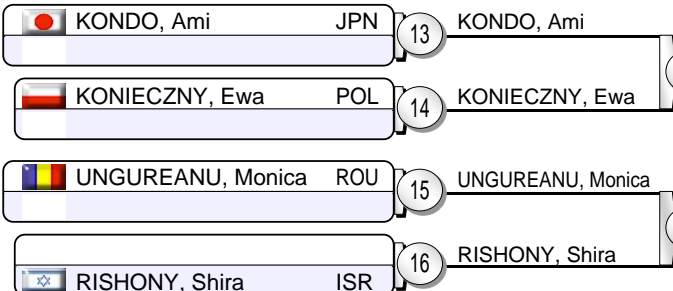 KONDO, Ami JPN 13 KONDO, Ami
KONIECZNY, Ewa POL 14 KONIECZNY, Ewa
UNGUREANU, Monica ROU 15 UNGUREANU, Monica
16 RISHONY, Shira
RISHONY, Shira ISR